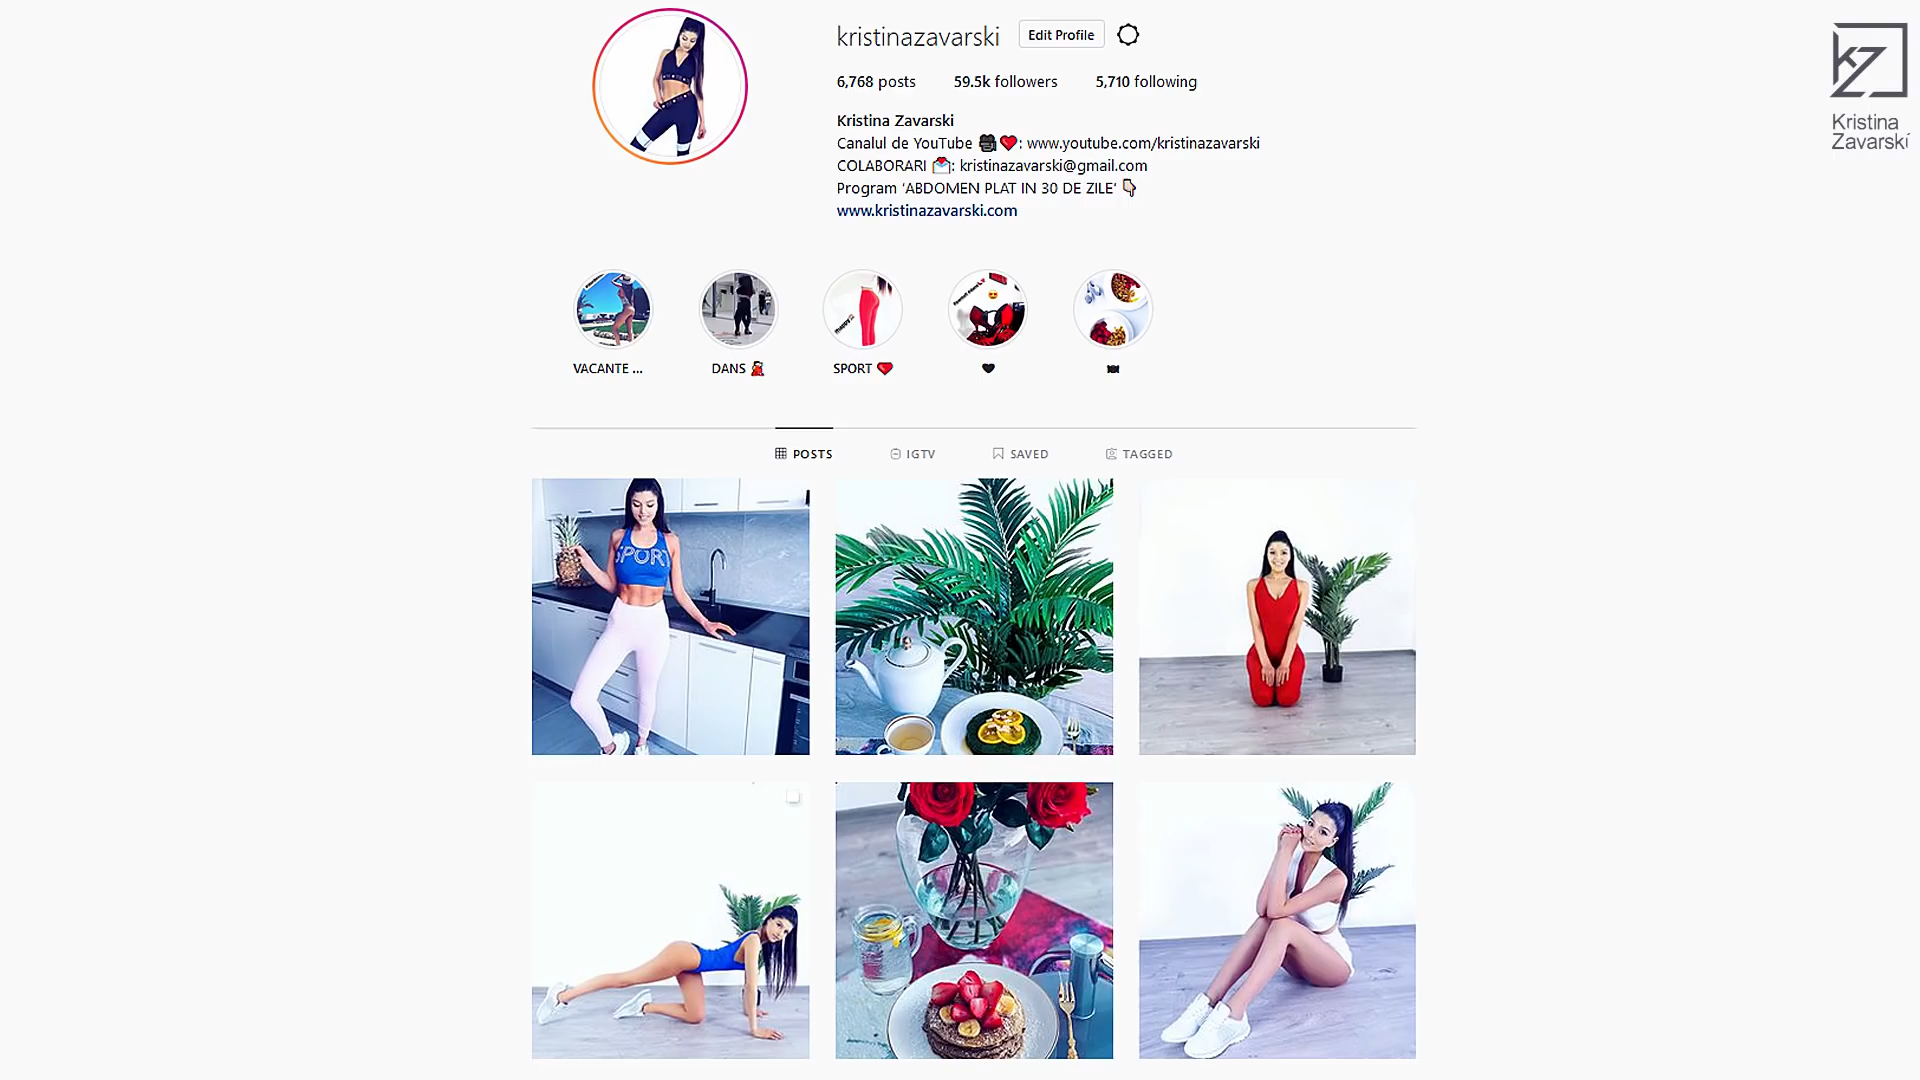 kristinazavarski Edit Profile
6,768 posts 59.5k followers 5,710 following
Kristina Zavarski
Canalul de YouTube 🎥❤️: www.youtube.com/kristinazavarski
COLABORARI 💌: kristinazavarski@gmail.com
Program ‘ABDOMEN PLAT IN 30 DE ZILE’ 👇
www.kristinazavarski.com
KZ
Kristina
Zavarski
happy
VACANTE ... DANS 💃 SPORT ❤️ 🖤 🍽
POSTS IGTV SAVED TAGGED
SPORT